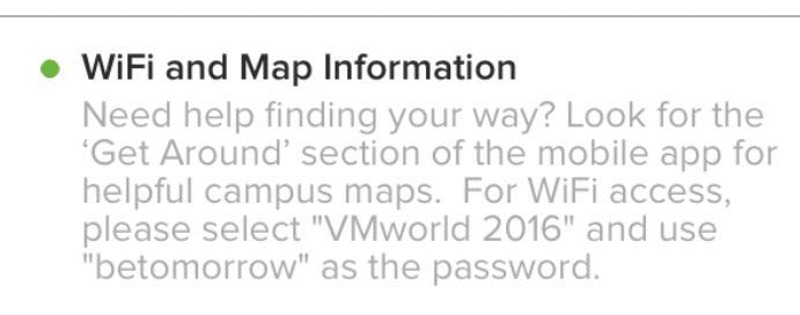 WiFi and Map Information
Need help finding your way? Look for the
‘Get Around’ section of the mobile app for
helpful campus maps.  For WiFi access,
please select "VMworld 2016" and use
"betomorrow" as the password.